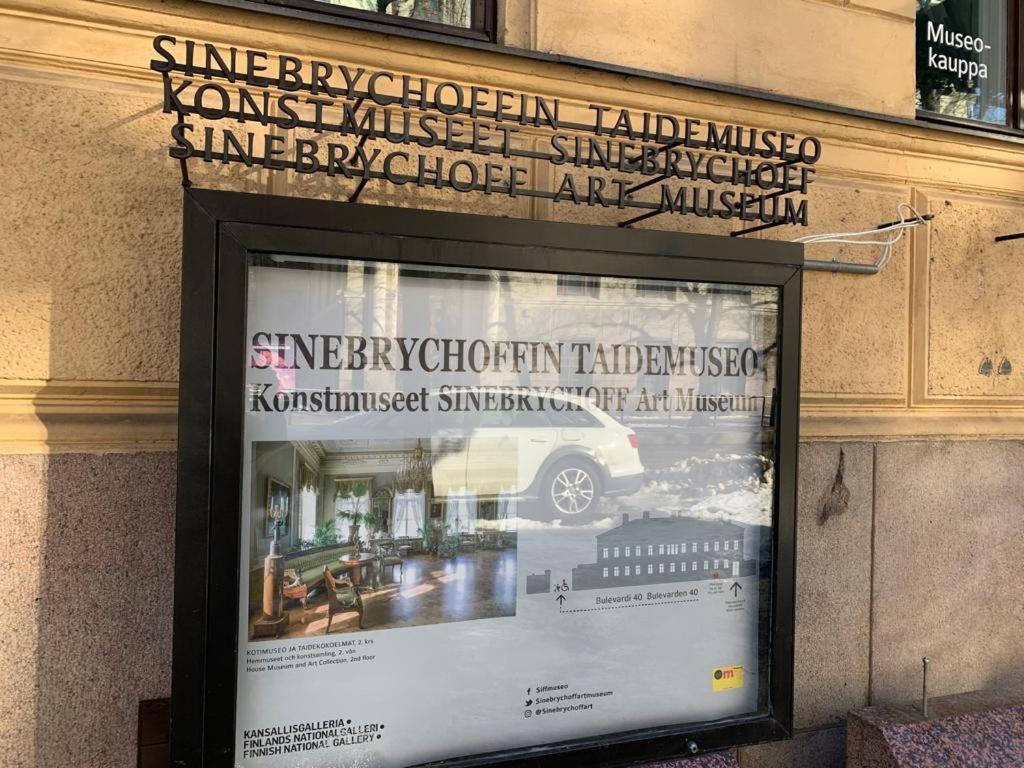 SINEBRYCHOFFIN TAIDEMUSEO
KONSTMUSEET SINEBRYCHOFF
SINEBRYCHOFF ART MUSEUM
Museo-
kauppa
SINEBRYCHOFFIN TAIDEMUSEO
Konstmuseet SINEBRYCHOFF Art Museum
Bulevardi 40 Bulevarden 40
KOTIMUSEO JA TAIDEKOKOELMAT, 2. krs
Hemmuseet och konstsamling, 2. vån
House Museum and Art Collection, 2nd floor
Siffmuseo
Sinebrychoffartmuseum
@Sinebrychoffart
KANSALLISGALLERIA
FINLANDS NATIONALGALLERI
FINNISH NATIONAL GALLERY